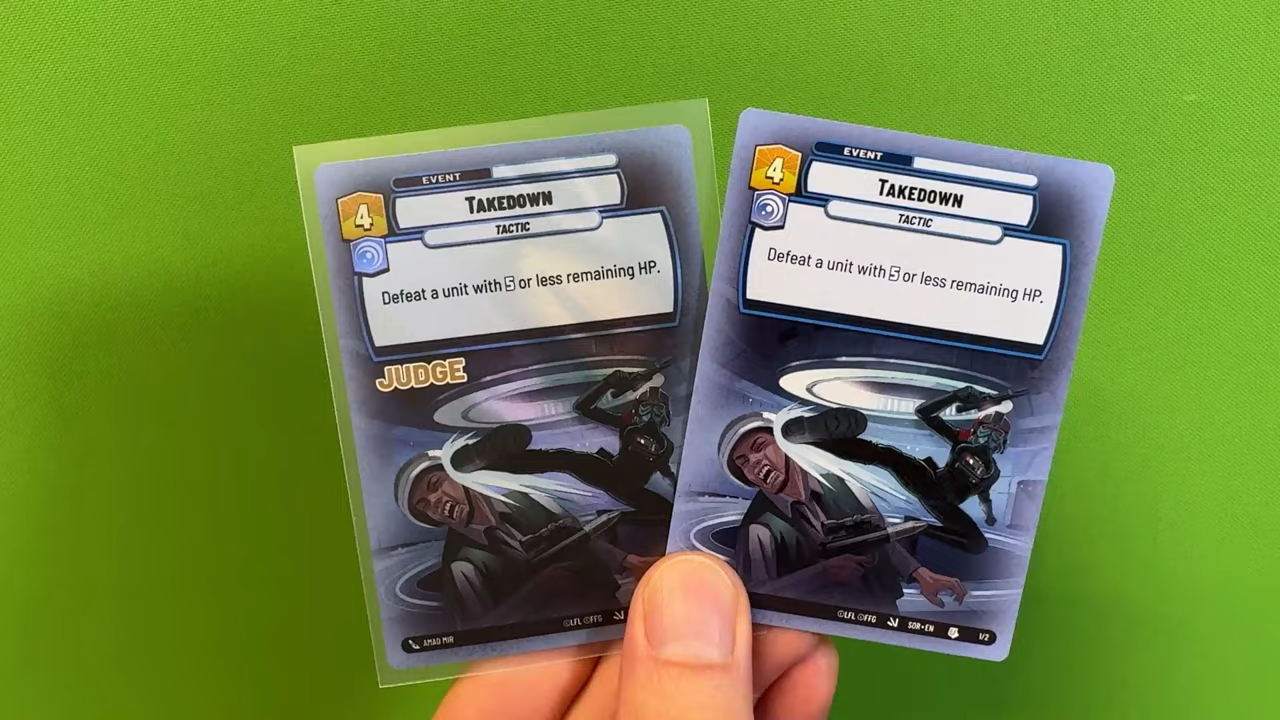 EVENT
4
TAKEDOWN
TACTIC
Defeat a unit with 5 or less remaining HP.
JUDGE
AMAD MIR
©LFL ©FFG
EVENT
4
TAKEDOWN
TACTIC
Defeat a unit with 5 or less remaining HP.
©LFL ©FFG
SOR•EN
1/2